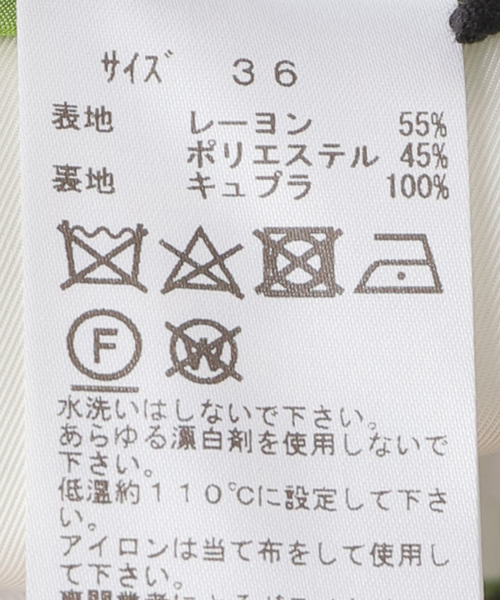 サイズ 36
表地 レーヨン 55%
ポリエステル 45%
裏地 キュプラ 100%
F W
水洗いはしないで下さい。
あらゆる漂白剤を使用しないで
下さい。
低温約110℃に設定して下さ
い。
アイロンは当て布をして使用し
て下さい。